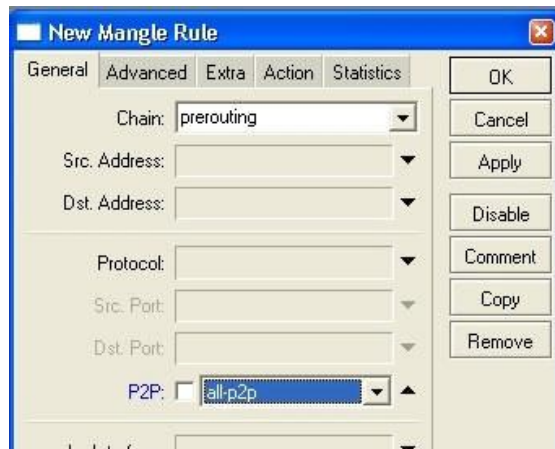 New Mangle Rule
General Advanced Extra Action Statistics
OK
Chain: prerouting
Cancel
Src. Address:
Apply
Dst. Address:
Disable
Protocol:
Comment
Src. Port:
Copy
Dst. Port:
Remove
P2P: all-p2p